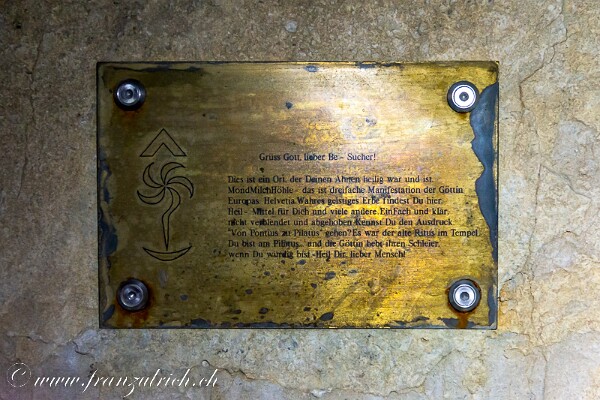 Grüss Gott, lieber Be - Sucher!
Dies ist ein Ort, der Deinen Ahnen heilig war und ist.
MondMilchHöhle - das ist dreifache Manifestation der Göttin
Europas: Helvetia.Wahres geistiges Erbe findest Du hier.
Heil - Mittel für Dich und viele andere.EinFach und klar
nicht verblendet und abgehoben Kennst Du den Ausdruck
"Von Pontius zu Pilatus" gehen? Es war der alte Ritus im Tempel.
Du bist am Pilatus... und die Göttin hebt ihren Schleier,
wenn Du würdig bist -Heil Dir, lieber Mensch!
© www.franzulrich.ch